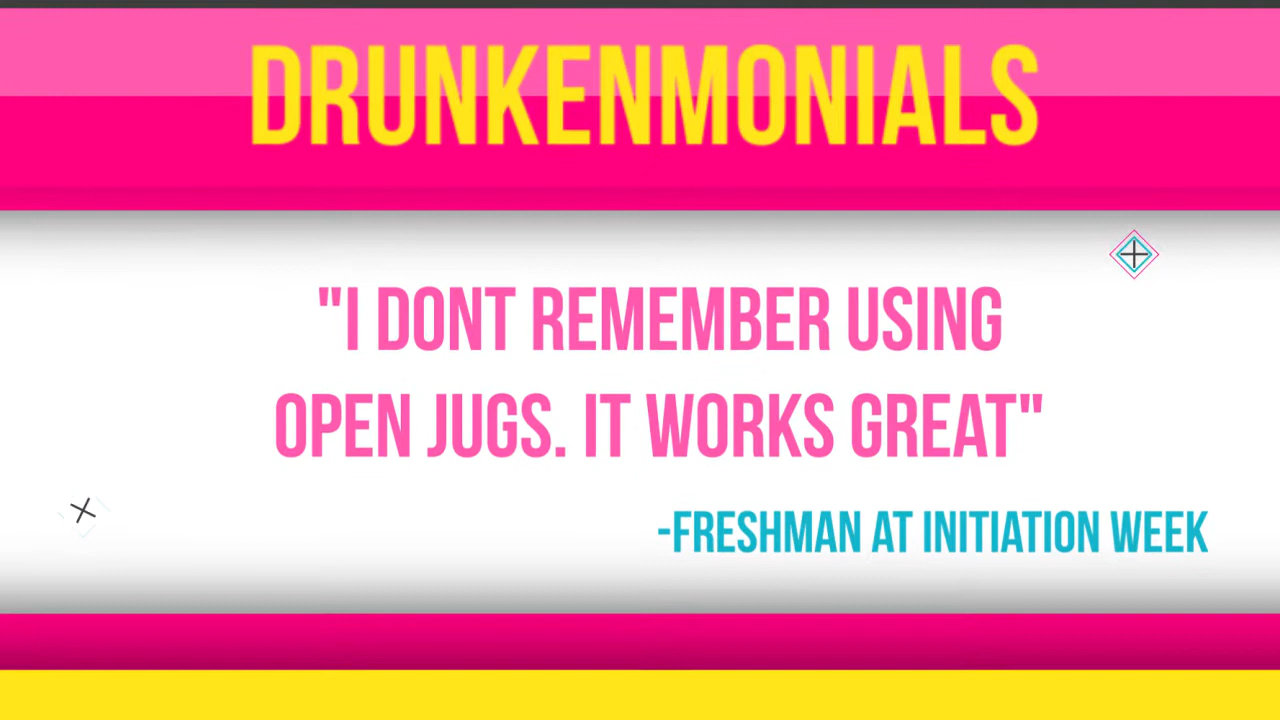 DRUNKENMONIALS
"I DONT REMEMBER USING
OPEN JUGS. IT WORKS GREAT"
-FRESHMAN AT INITIATION WEEK